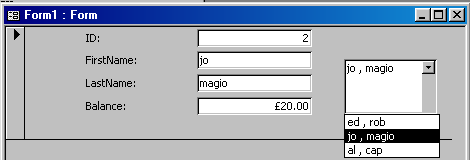 Form1 : Form
ID: 2
FirstName: jo
LastName: magio
Balance: £20.00
jo , magio
ed , rob
jo , magio
al , cap